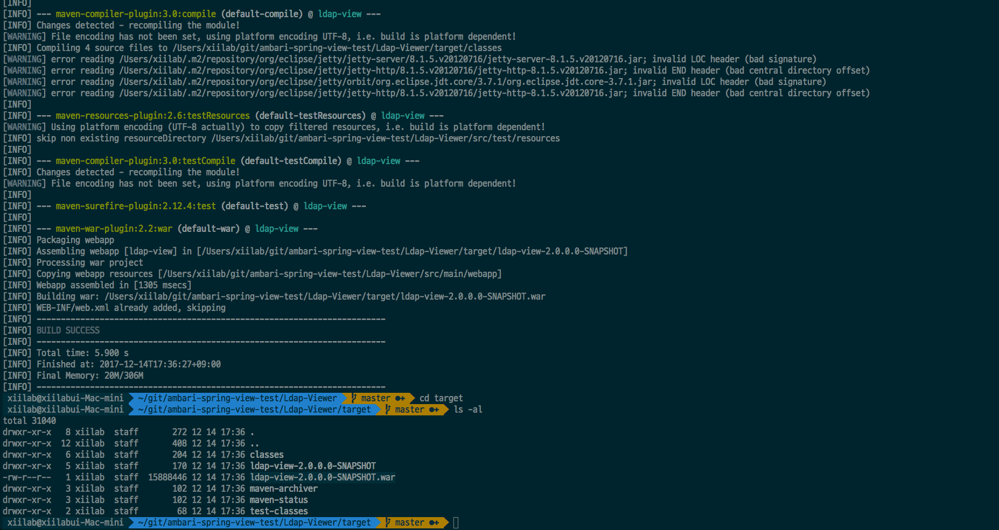 [INFO]
[INFO] --- maven-compiler-plugin:3.0:compile (default-compile) @ ldap-view ---
[INFO] Changes detected - recompiling the module!
[WARNING] File encoding has not been set, using platform encoding UTF-8, i.e. build is platform dependent!
[INFO] Compiling 4 source files to /Users/xiilab/git/ambari-spring-view-test/Ldap-Viewer/target/classes
[WARNING] error reading /Users/xiilab/.m2/repository/org/eclipse/jetty/jetty-server/8.1.5.v20120716/jetty-server-8.1.5.v20120716.jar; invalid LOC header (bad signature)
[WARNING] error reading /Users/xiilab/.m2/repository/org/eclipse/jetty/jetty-http/8.1.5.v20120716/jetty-http-8.1.5.v20120716.jar; invalid END header (bad central directory offset)
[WARNING] error reading /Users/xiilab/.m2/repository/org/eclipse/jetty/orbit/org.eclipse.jdt.core/3.7.1/org.eclipse.jdt.core-3.7.1.jar; invalid LOC header (bad signature)
[WARNING] error reading /Users/xiilab/.m2/repository/org/eclipse/jetty/jetty-http/8.1.5.v20120716/jetty-http-8.1.5.v20120716.jar; invalid END header (bad central directory offset)
[INFO]
[INFO] --- maven-resources-plugin:2.6:testResources (default-testResources) @ ldap-view ---
[WARNING] Using platform encoding (UTF-8 actually) to copy filtered resources, i.e. build is platform dependent!
[INFO] skip non existing resourceDirectory /Users/xiilab/git/ambari-spring-view-test/Ldap-Viewer/src/test/resources
[INFO]
[INFO] --- maven-compiler-plugin:3.0:testCompile (default-testCompile) @ ldap-view ---
[INFO] Changes detected - recompiling the module!
[WARNING] File encoding has not been set, using platform encoding UTF-8, i.e. build is platform dependent!
[INFO]
[INFO] --- maven-surefire-plugin:2.12.4:test (default-test) @ ldap-view ---
[INFO]
[INFO] --- maven-war-plugin:2.2:war (default-war) @ ldap-view ---
[INFO] Packaging webapp
[INFO] Assembling webapp [ldap-view] in [/Users/xiilab/git/ambari-spring-view-test/Ldap-Viewer/target/ldap-view-2.0.0.0-SNAPSHOT]
[INFO] Processing war project
[INFO] Copying webapp resources [/Users/xiilab/git/ambari-spring-view-test/Ldap-Viewer/src/main/webapp]
[INFO] Webapp assembled in [1305 msecs]
[INFO] Building war: /Users/xiilab/git/ambari-spring-view-test/Ldap-Viewer/target/ldap-view-2.0.0.0-SNAPSHOT.war
[INFO] WEB-INF/web.xml already added, skipping
[INFO] ------------------------------------------------------------------------
[INFO] BUILD SUCCESS
[INFO] ------------------------------------------------------------------------
[INFO] Total time: 5.900 s
[INFO] Finished at: 2017-12-14T17:36:27+09:00
[INFO] Final Memory: 20M/306M
[INFO] ------------------------------------------------------------------------
xiilab@xiilabui-Mac-mini ~/git/ambari-spring-view-test/Ldap-Viewer master ●+ cd target
xiilab@xiilabui-Mac-mini ~/git/ambari-spring-view-test/Ldap-Viewer/target master ●+ ls -al
total 31040
drwxr-xr-x 8 xiilab staff 272 12 14 17:36 .
drwxr-xr-x 12 xiilab staff 408 12 14 17:36 ..
drwxr-xr-x 6 xiilab staff 204 12 14 17:36 classes
drwxr-xr-x 5 xiilab staff 170 12 14 17:36 ldap-view-2.0.0.0-SNAPSHOT
-rw-r--r-- 1 xiilab staff 15888446 12 14 17:36 ldap-view-2.0.0.0-SNAPSHOT.war
drwxr-xr-x 3 xiilab staff 102 12 14 17:36 maven-archiver
drwxr-xr-x 3 xiilab staff 102 12 14 17:36 maven-status
drwxr-xr-x 2 xiilab staff 68 12 14 17:36 test-classes
xiilab@xiilabui-Mac-mini ~/git/ambari-spring-view-test/Ldap-Viewer/target master ●+